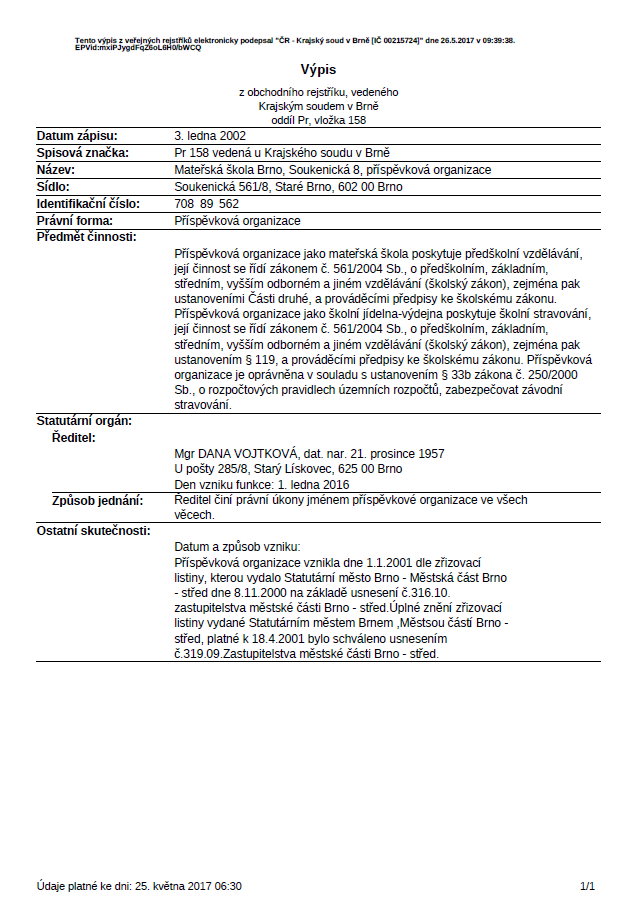 Tento výpis z veřejných rejstříků elektronicky podepsal "ČR - Krajský soud v Brně [IČ 00215724]" dne 26.5.2017 v 09:39:38.
EPVid:mxIPJygdFqZ6oL6H0/bWCQ
Výpis
z obchodního rejstříku, vedeného
Krajským soudem v Brně
oddíl Pr, vložka 158
Datum zápisu: 3. ledna 2002
Spisová značka: Pr 158 vedená u Krajského soudu v Brně
Název: Mateřská škola Brno, Soukenická 8, příspěvková organizace
Sídlo: Soukenická 561/8, Staré Brno, 602 00 Brno
Identifikační číslo: 708 89 562
Právní forma: Příspěvková organizace
Předmět činnosti:
Příspěvková organizace jako mateřská škola poskytuje předškolní vzdělávání,
její činnost se řídí zákonem č. 561/2004 Sb., o předškolním, základním,
středním, vyšším odborném a jiném vzdělávání (školský zákon), zejména pak
ustanoveními Části druhé, a prováděcími předpisy ke školskému zákonu.
Příspěvková organizace jako školní jídelna-výdejna poskytuje školní stravování,
její činnost se řídí zákonem č. 561/2004 Sb., o předškolním, základním,
středním, vyšším odborném a jiném vzdělávání (školský zákon), zejména pak
ustanovením § 119, a prováděcími předpisy ke školskému zákonu. Příspěvková
organizace je oprávněna v souladu s ustanovením § 33b zákona č. 250/2000
Sb., o rozpočtových pravidlech územních rozpočtů, zabezpečovat závodní
stravování.
Statutární orgán:
Ředitel:
Mgr DANA VOJTKOVÁ, dat. nar. 21. prosince 1957
U pošty 285/8, Starý Lískovec, 625 00 Brno
Den vzniku funkce: 1. ledna 2016
Způsob jednání: Ředitel činí právní úkony jménem příspěvkové organizace ve všech
věcech.
Ostatní skutečnosti:
Datum a způsob vzniku:
Příspěvková organizace vznikla dne 1.1.2001 dle zřizovací
listiny, kterou vydalo Statutární město Brno - Městská část Brno
- střed dne 8.11.2000 na základě usnesení č.316.10.
zastupitelstva městské části Brno - střed.Úplné znění zřizovací
listiny vydané Statutárním městem Brnem ,Městsou částí Brno -
střed, platné k 18.4.2001 bylo schváleno usnesením
č.319.09.Zastupitelstva městské části Brno - střed.
Údaje platné ke dni: 25. května 2017 06:30 1/1